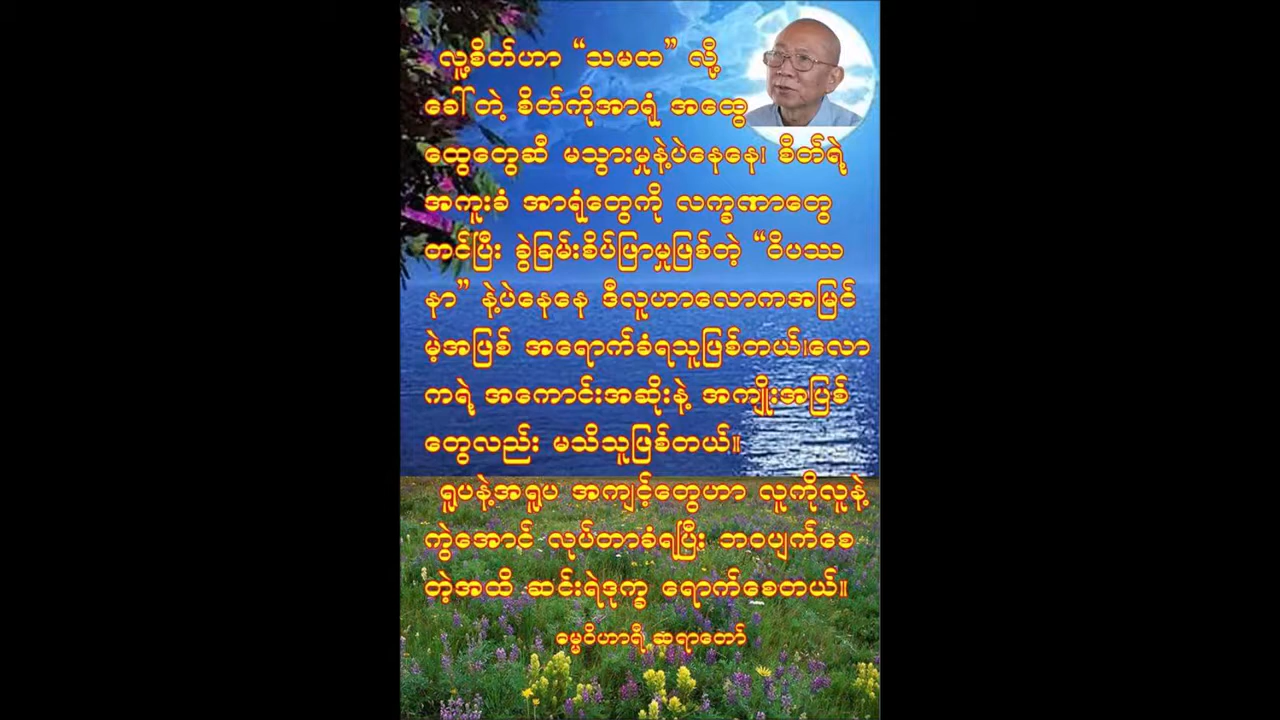 လူ့စိတ်ဟာ “သမထ” လို့
ခေါ်တဲ့ စိတ်ကိုအာရုံ အထွေ
ထွေတွေဆီ မသွားမှုနဲ့ပဲနေနေ၊ စိတ်ရဲ့
အကူးခံ အာရုံတွေကို လက္ခဏာတွေ
တင်ပြီး ခွဲခြမ်းစိပ်ဖြာမှုဖြစ်တဲ့ “ဝိပဿ
နာ” နဲ့ပဲနေနေ ဒီလူဟာလောကအမြင်
မဲ့အဖြစ် အရောက်ခံရသူဖြစ်တယ်၊လော
ကရဲ့ အကောင်းအဆိုးနဲ့ အကျိုးအပြစ်
တွေလည်း မသိသူဖြစ်တယ်။
ရူပနဲ့အရူပ အကျင့်တွေဟာ လူကိုလူနဲ့
ကွဲအောင် လုပ်တာခံရပြီး ဘဝပျက်စေ
တဲ့အထိ ဆင်းရဲဒုက္ခ ရောက်စေတယ်။
ဓမ္မဝိဟာရီ ဆရာတော်